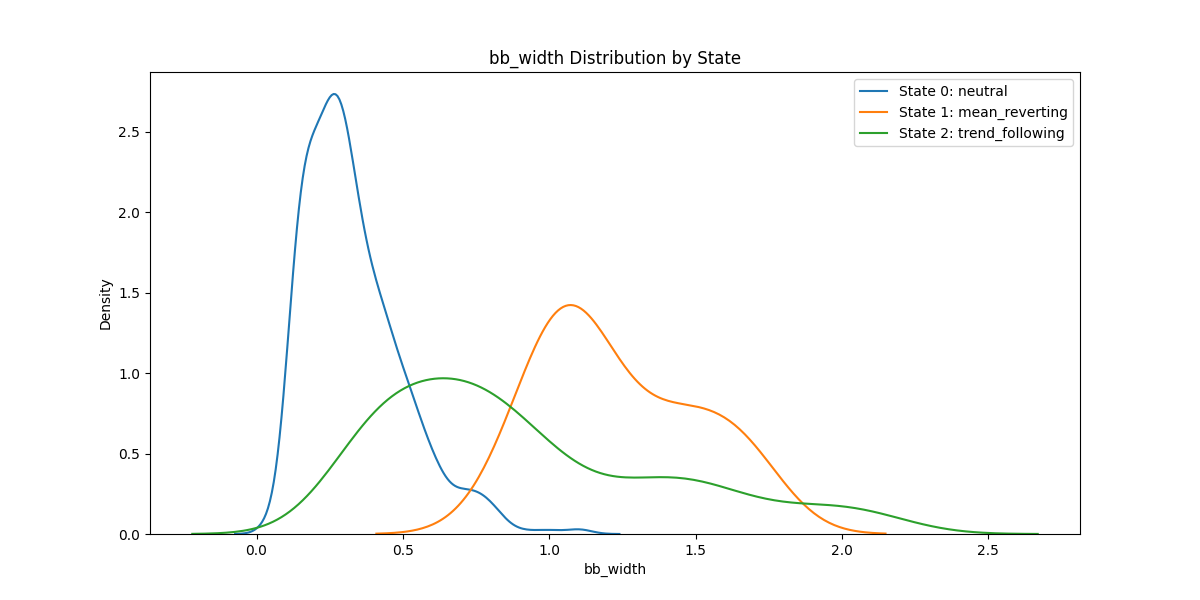 bb_width Distribution by State
State 0: neutral
State 1: mean_reverting
State 2: trend_following
Density
2.5
2.0
1.5
1.0
0.5
0.0
0.0 0.5 1.0 1.5 2.0 2.5
bb_width